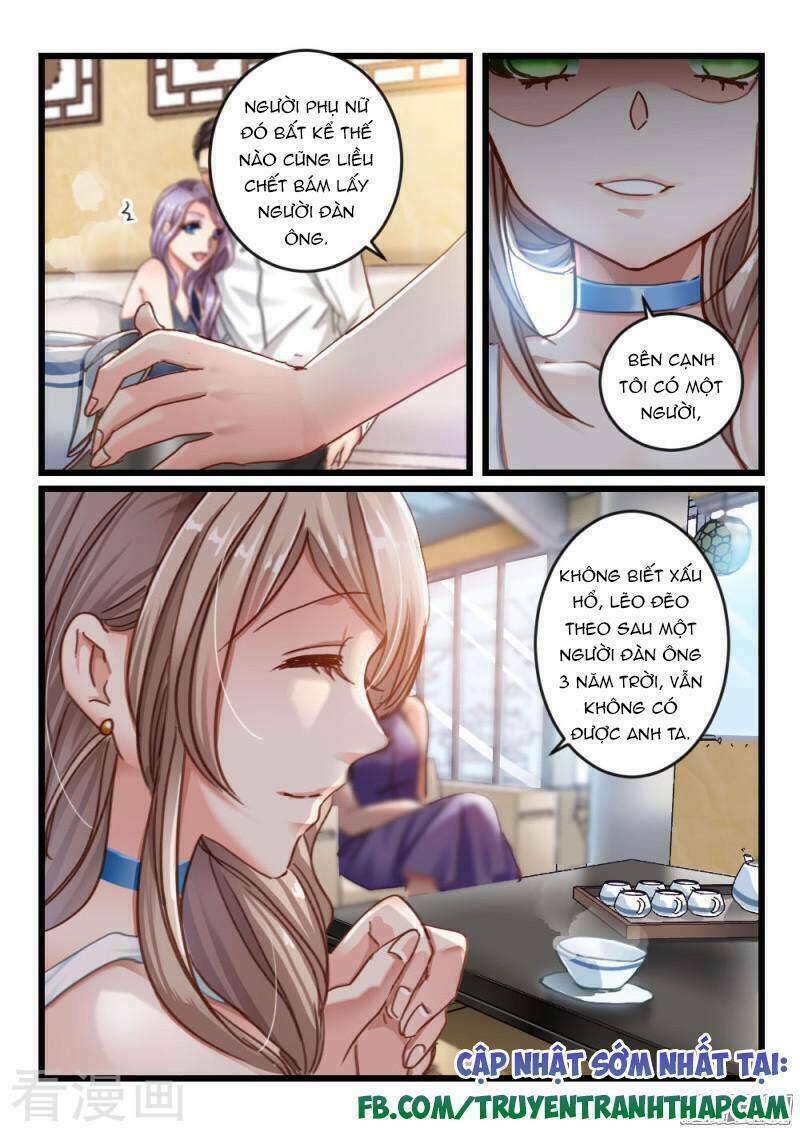 NGƯỜI PHỤ NỮ
ĐÓ BẤT KỂ THẾ
NÀO CŨNG LIỀU
CHẾT BÁM LẤY
NGƯỜI ĐÀN
ÔNG.
BÊN CẠNH
TÔI CÓ MỘT
NGƯỜI,
KHÔNG BIẾT XẤU
HỔ, LẼO ĐẼO
THEO SAU MỘT
NGƯỜI ĐÀN ÔNG
3 NĂM TRỜI, VẪN
KHÔNG CÓ
ĐƯỢC ANH TA.
CẬP NHẬT SỚM NHẤT TẠI:
FB.COM/TRUYENTRANHTHAPCAM
看漫画